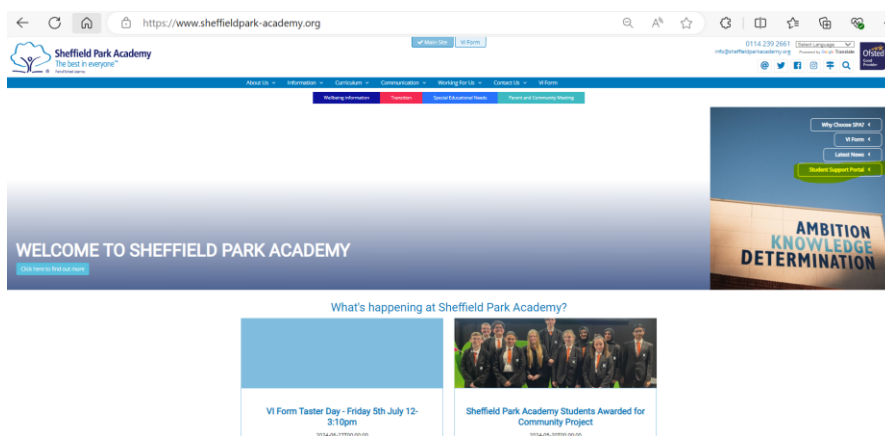 https://www.sheffieldpark-academy.org
Main Site VI Form
Sheffield Park Academy
The best in everyone™
Part of United Learning
0114 239 2661 Select Language
info@sheffieldparkacademy.org Powered by Google Translate
Ofsted
Good
Provider
About Us Information Curriculum Communication Working For Us Contact Us VI Form
Wellbeing Information Transition Special Educational Needs Parent and Community Meeting
Why Choose SPA?
VI Form
Latest News
Student Support Portal
AMBITION
KNOWLEDGE
DETERMINATION
WELCOME TO SHEFFIELD PARK ACADEMY
Click here to find out more
What's happening at Sheffield Park Academy?
VI Form Taster Day - Friday 5th July 12-
3:10pm
Sheffield Park Academy Students Awarded for
Community Project